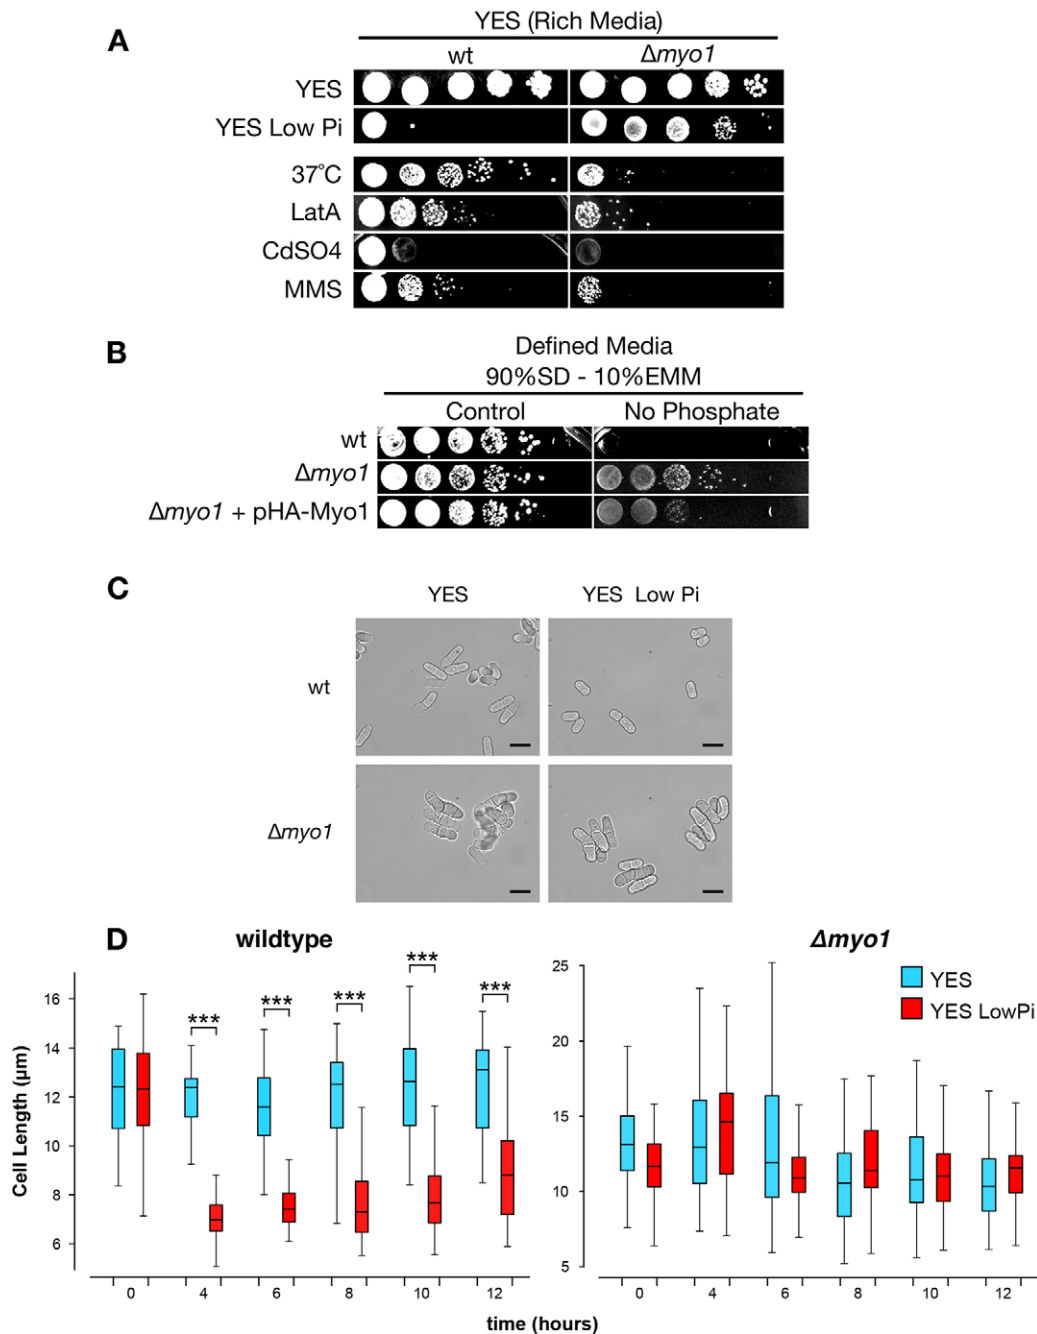 A
YES (Rich Media)
wt Δmyo1
YES
YES Low Pi
37°C
LatA
CdSO4
MMS
B
Defined Media
90%SD - 10%EMM
Control No Phosphate
wt
Δmyo1
Δmyo1 + pHA-Myo1
C
YES YES Low Pi
wt
Δmyo1
D wildtype Δmyo1
*** *** *** *** ***
YES
YES LowPi
Cell Length (μm)
16
14
12
10
8
6
0 4 6 8 10 12
25
20
15
10
5
0 4 6 8 10 12
time (hours)